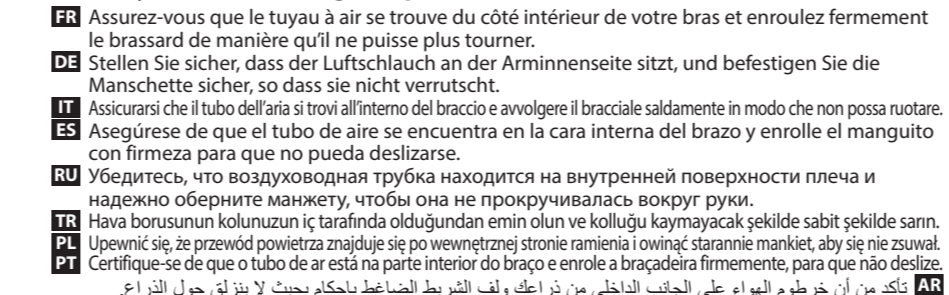 FR Assurez-vous que le tuyau à air se trouve du côté intérieur de votre bras et enroulez fermement
le brassard de manière qu'il ne puisse plus tourner.
DE Stellen Sie sicher, dass der Luftschlauch an der Arminnenseite sitzt, und befestigen Sie die
Manschette sicher, so dass sie nicht verrutscht.
IT Assicurarsi che il tubo dell'aria si trovi all'interno del braccio e avvolgere il bracciale saldamente in modo che non possa ruotare.
ES Asegúrese de que el tubo de aire se encuentra en la cara interna del brazo y enrolle el manguito
con firmeza para que no pueda deslizarse.
RU Убедитесь, что воздуховодная трубка находится на внутренней поверхности плеча и
надежно оберните манжету, чтобы она не прокручивалась вокруг руки.
TR Hava borusunun kolunuzun iç tarafında olduğundan emin olun ve kolluğu kaymayacak şekilde sabit şekilde sarın.
PL Upewnić się, że przewód powietrza znajduje się po wewnętrznej stronie ramienia i owinąć starannie mankiet, aby się nie zsuwał.
PT Certifique-se de que o tubo de ar está na parte interior do braço e enrole a braçadeira firmemente, para que não deslize.
AR تأكد من أن خرطوم الهواء على الجانب الداخلي من ذراعك ولف الشريط الضاغط بإحكام بحيث لا ينزلق حول الذراع.